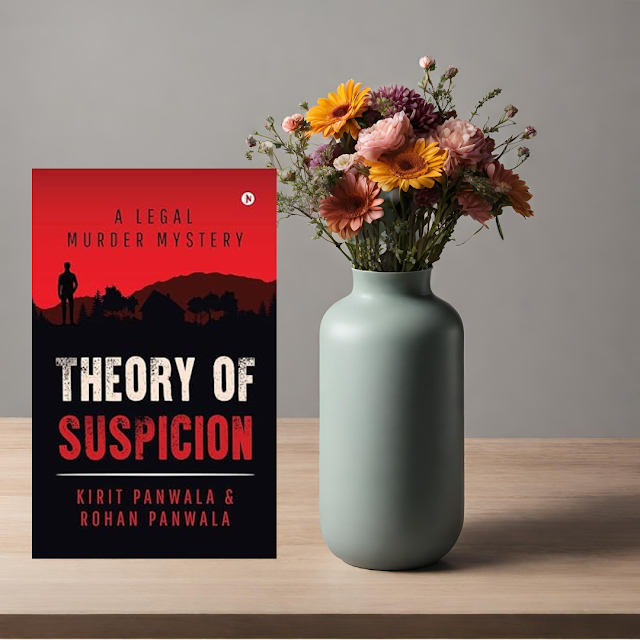 N
A LEGAL
MURDER MYSTERY
THEORY OF
SUSPICION
KIRIT PANWALA &
ROHAN PANWALA